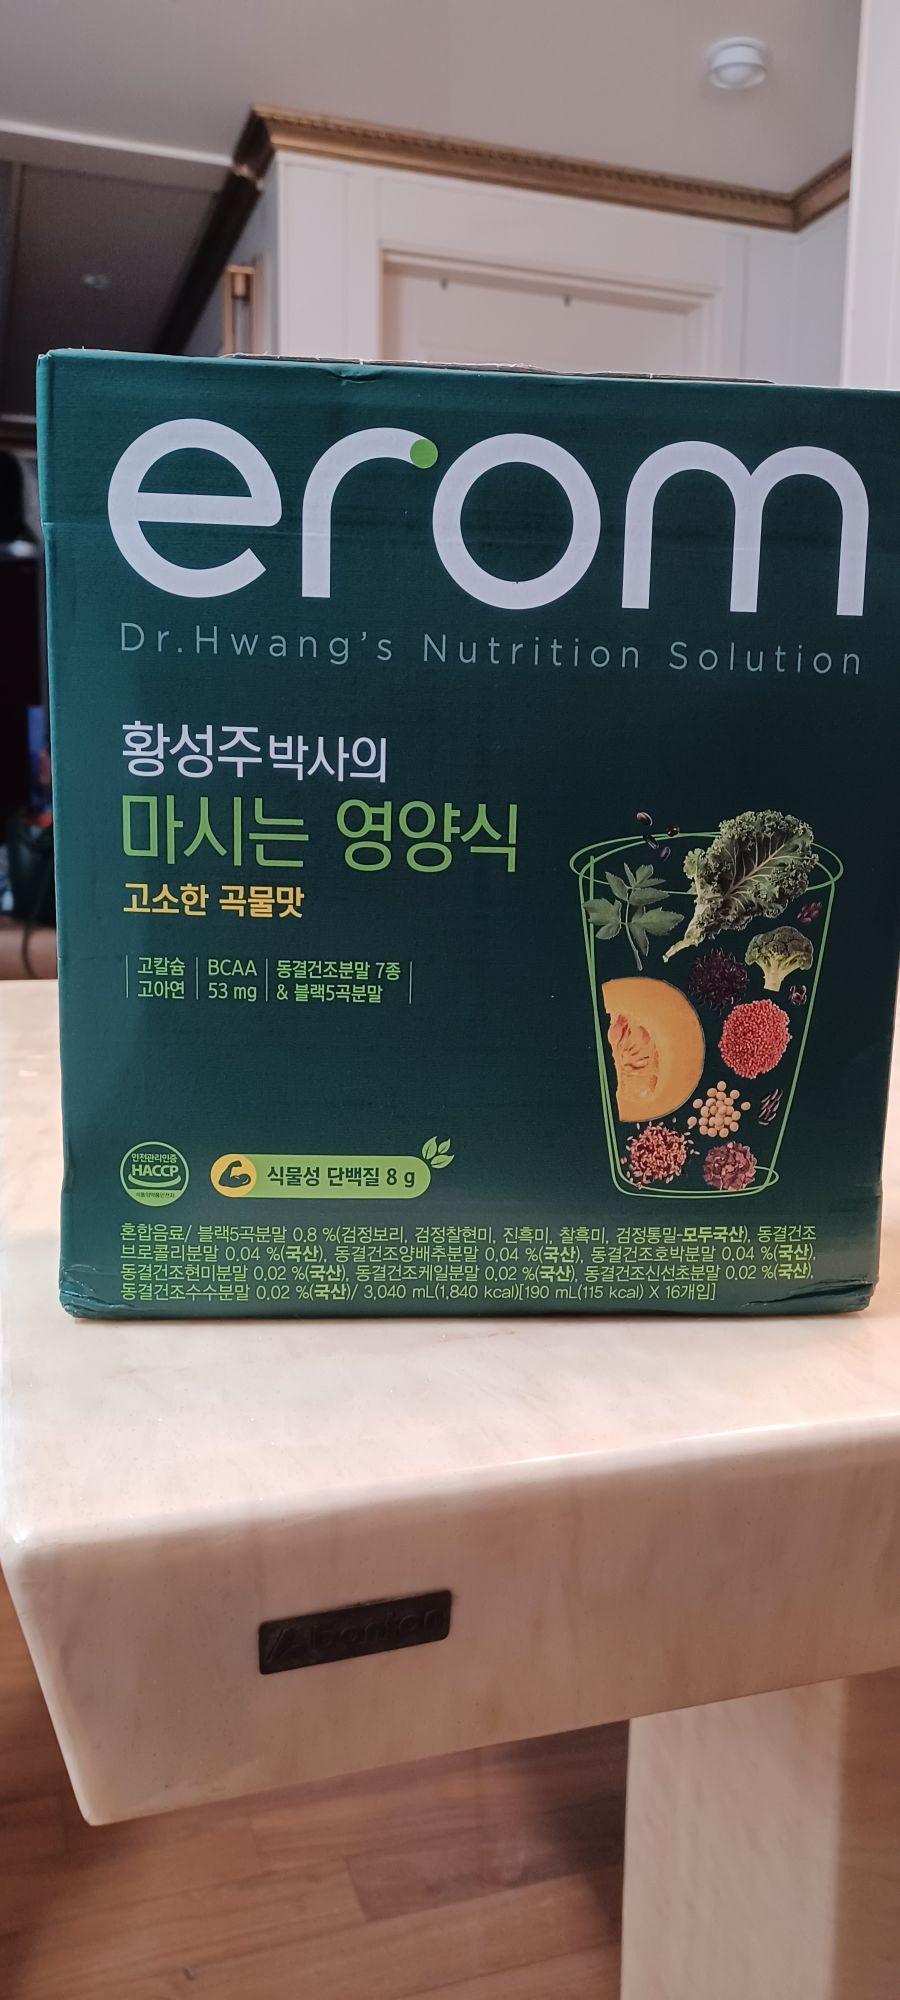 erom
Dr.Hwang's Nutrition Solution
황성주 박사의
마시는 영양식
고소한 곡물맛
고칼슘
고아연
BCAA
53 mg
동결건조분말 7종
& 블랙5곡분말
안전관리인증
HACCP
식품의약품안전처
식물성 단백질 8 g
혼합음료/ 블랙5곡분말 0.8 %(검정보리, 검정찰현미, 진흑미, 찰흑미, 검정통밀-모두국산), 동결건조
브로콜리분말 0.04 %(국산), 동결건조양배추분말 0.04 %(국산), 동결건조호박분말 0.04 %(국산),
동결건조현미분말 0.02 %(국산), 동결건조케일분말 0.02 %(국산), 동결건조신선초분말 0.02 %(국산),
동결건조수수분말 0.02 %(국산)/ 3,040 mL(1,840 kcal)[190 mL(115 kcal) X 16개입]